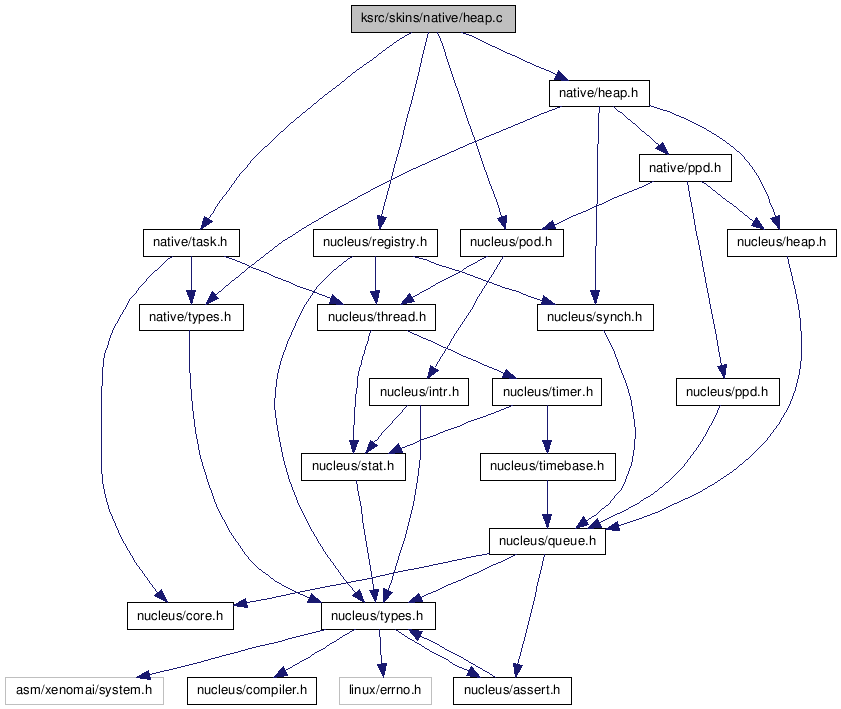 ksrc/skins/native/heap.c
native/heap.h
native/ppd.h
native/task.h
nucleus/registry.h
nucleus/pod.h
nucleus/heap.h
native/types.h
nucleus/thread.h
nucleus/synch.h
nucleus/intr.h
nucleus/timer.h
nucleus/ppd.h
nucleus/stat.h
nucleus/timebase.h
nucleus/queue.h
nucleus/core.h
nucleus/types.h
asm/xenomai/system.h
nucleus/compiler.h
linux/errno.h
nucleus/assert.h